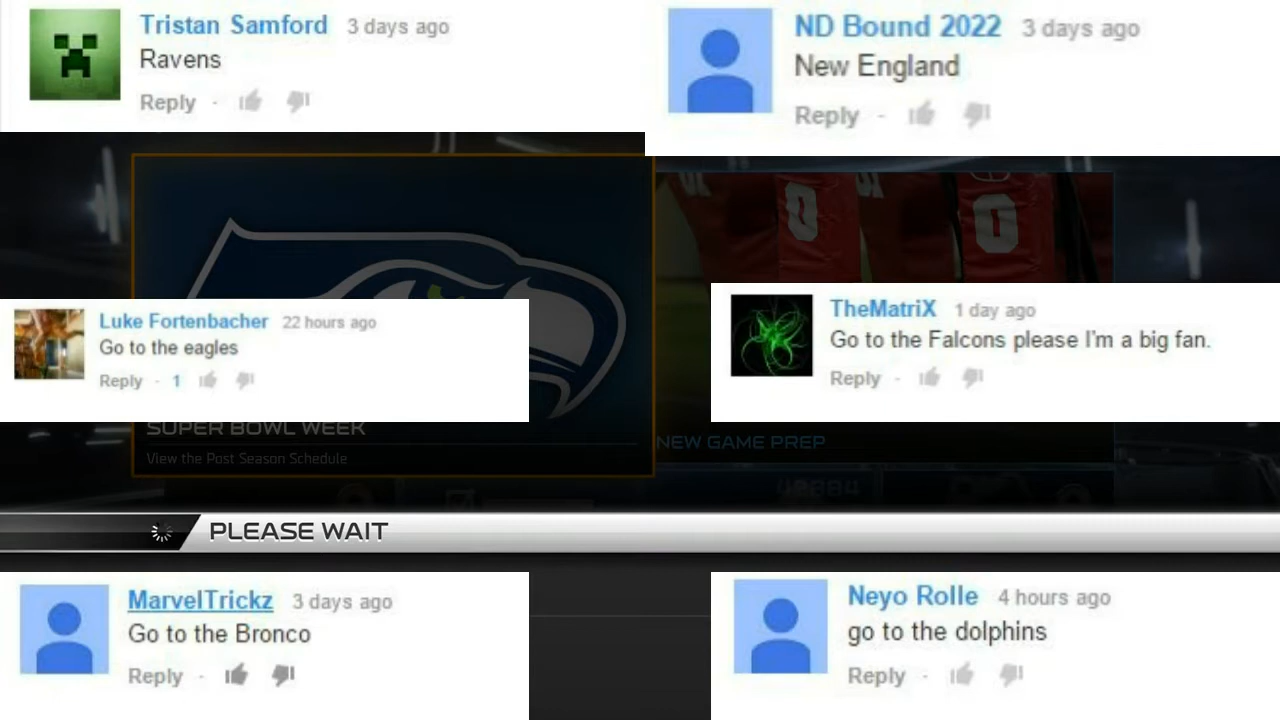 Tristan Samford 3 days ago
Ravens
Reply ·
ND Bound 2022 3 days ago
New England
Reply ·
0 0
Luke Fortenbacher 22 hours ago
Go to the eagles
Reply · 1
TheMatriX 1 day ago
Go to the Falcons please I'm a big fan.
Reply ·
SUPER BOWL WEEK
View the Post Season Schedule
NEW GAME PREP
PLEASE WAIT
MarvelTrickz 3 days ago
Go to the Bronco
Reply ·
Neyo Rolle 4 hours ago
go to the dolphins
Reply ·